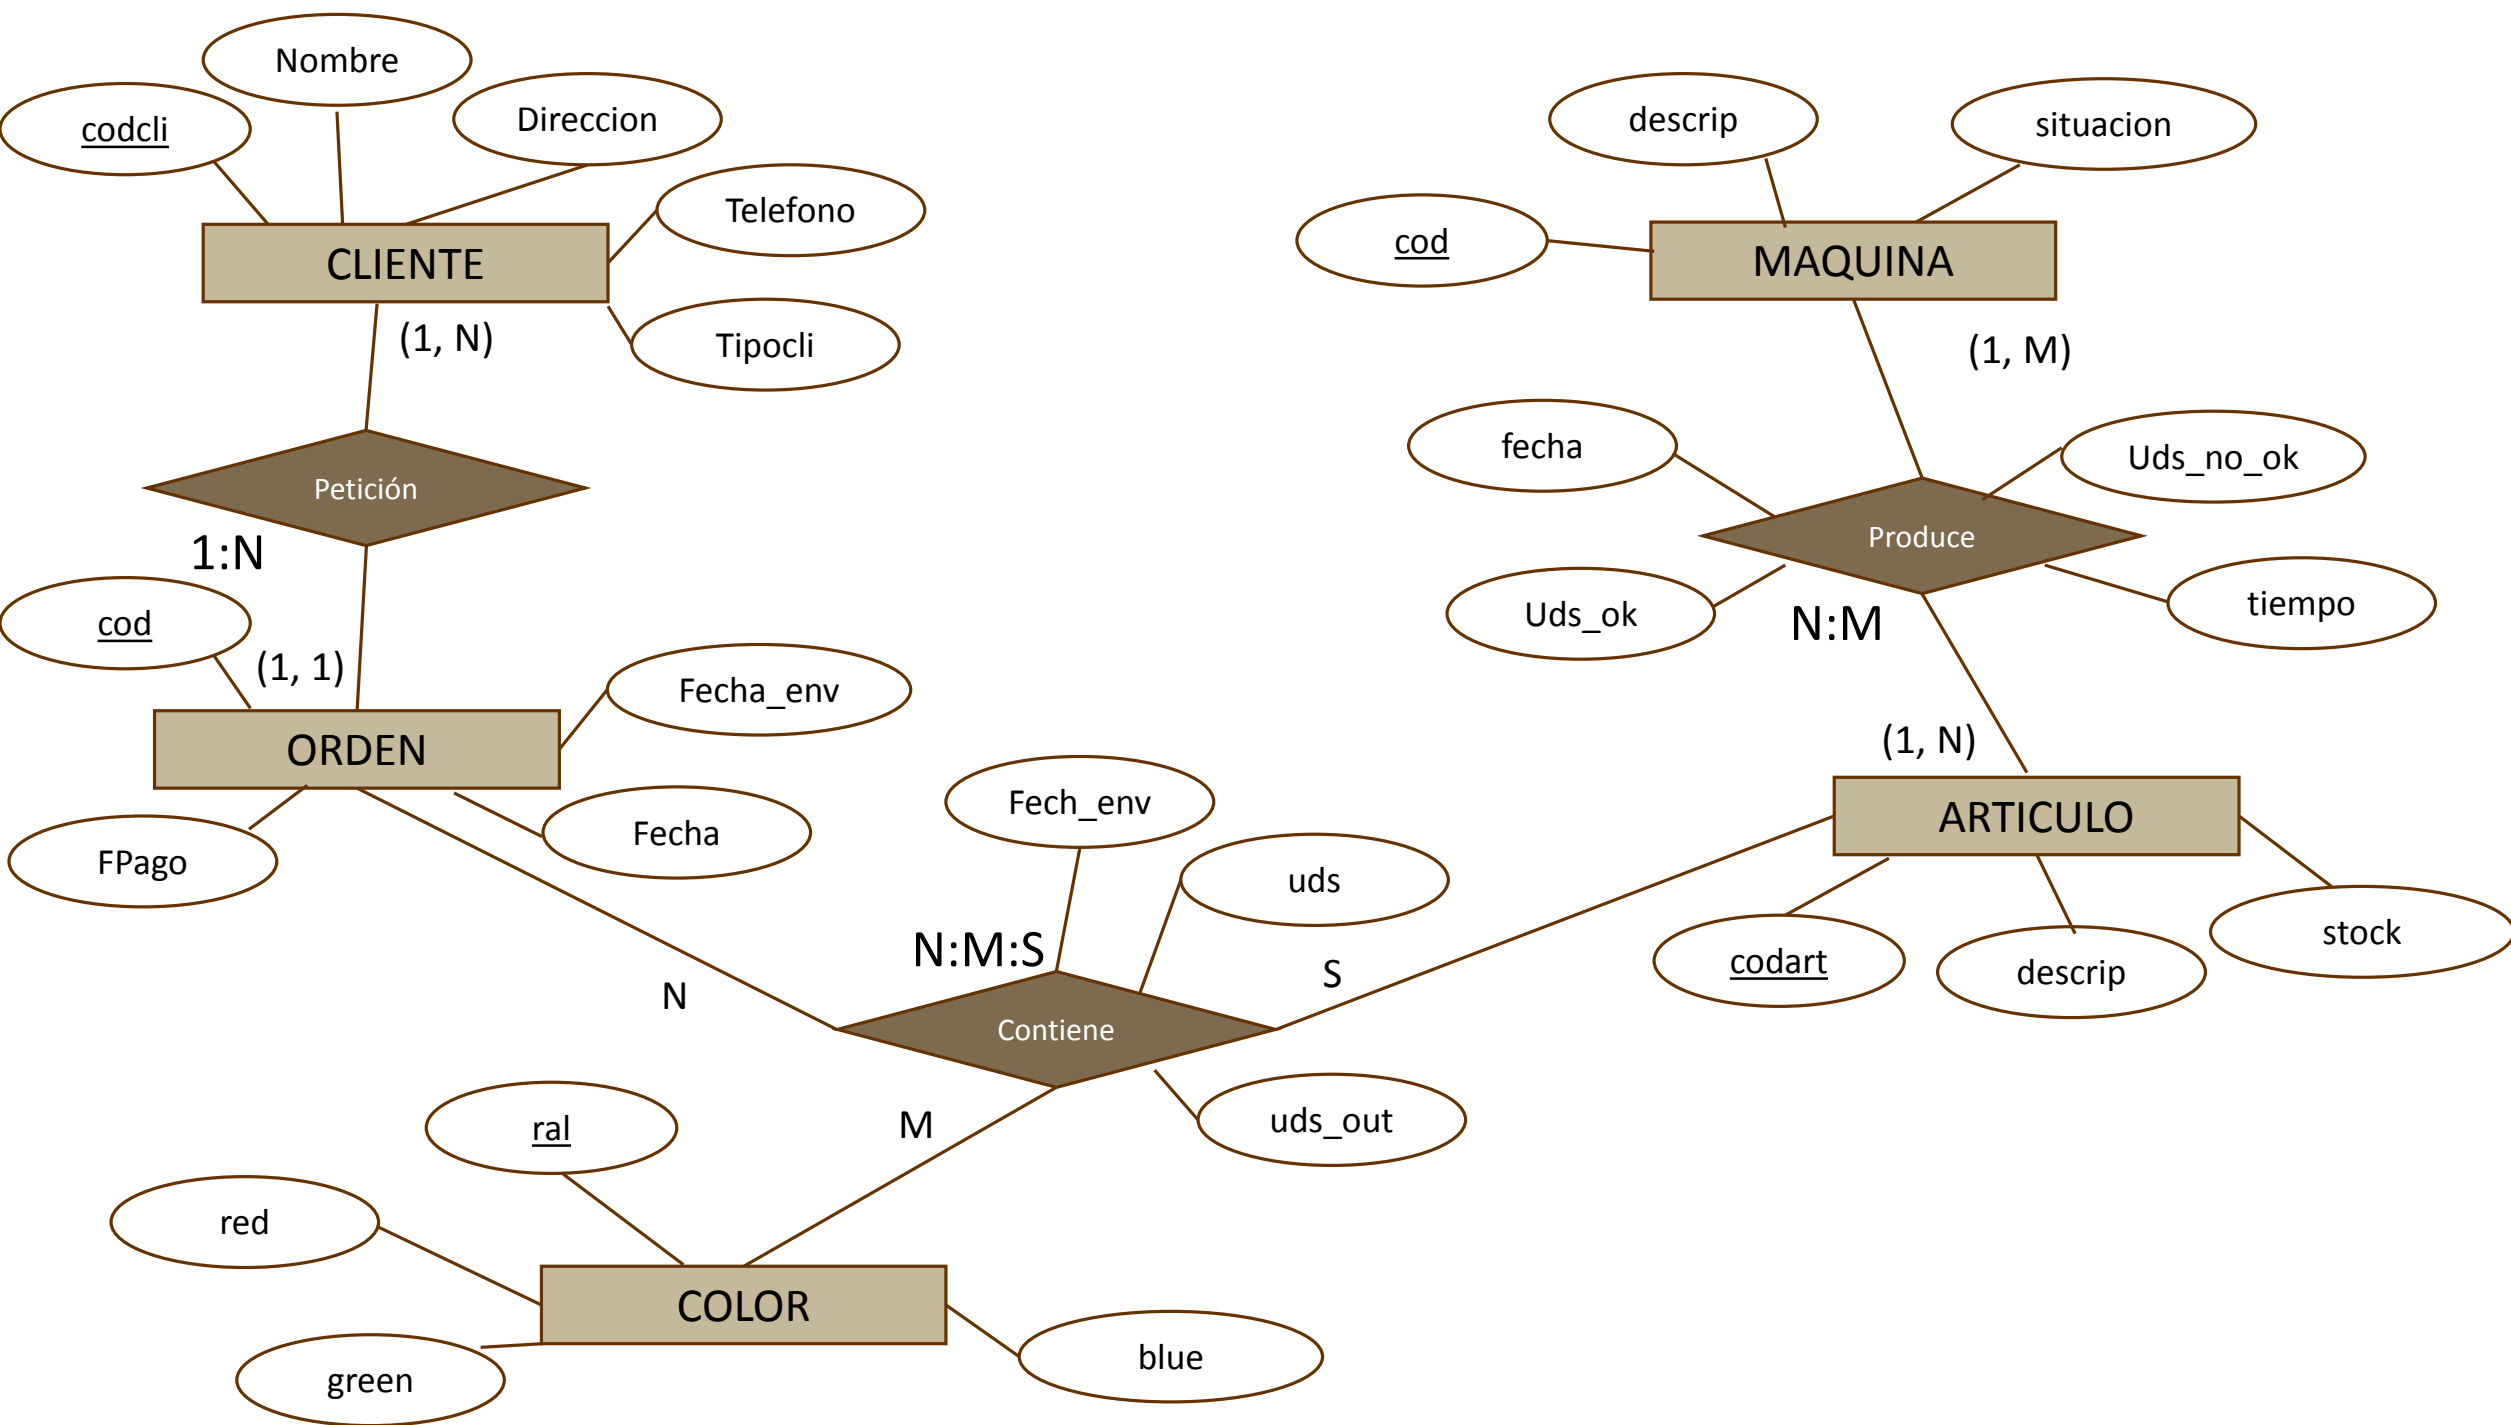 Nombre
codcli
Direccion
Telefono
CLIENTE
Tipocli
(1, N)
Petición
1:N
cod
(1, 1)
Fecha_env
ORDEN
Fecha
FPago
descrip
situacion
cod
MAQUINA
(1, M)
fecha
Uds_no_ok
Produce
Uds_ok
tiempo
N:M
(1, N)
ARTICULO
codart
descrip
stock
Fech_env
uds
N:M:S
N
S
Contiene
M
uds_out
ral
red
COLOR
green
blue